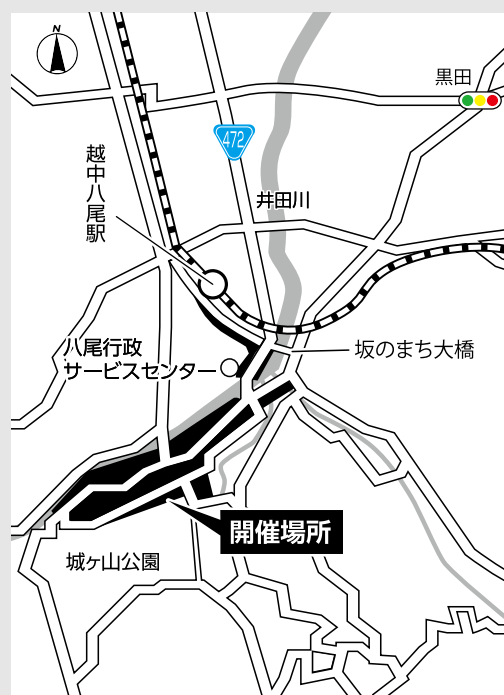 N
黒田
472
越中八尾駅
井田川
八尾行政
サービスセンター
坂のまち大橋
開催場所
城ヶ山公園